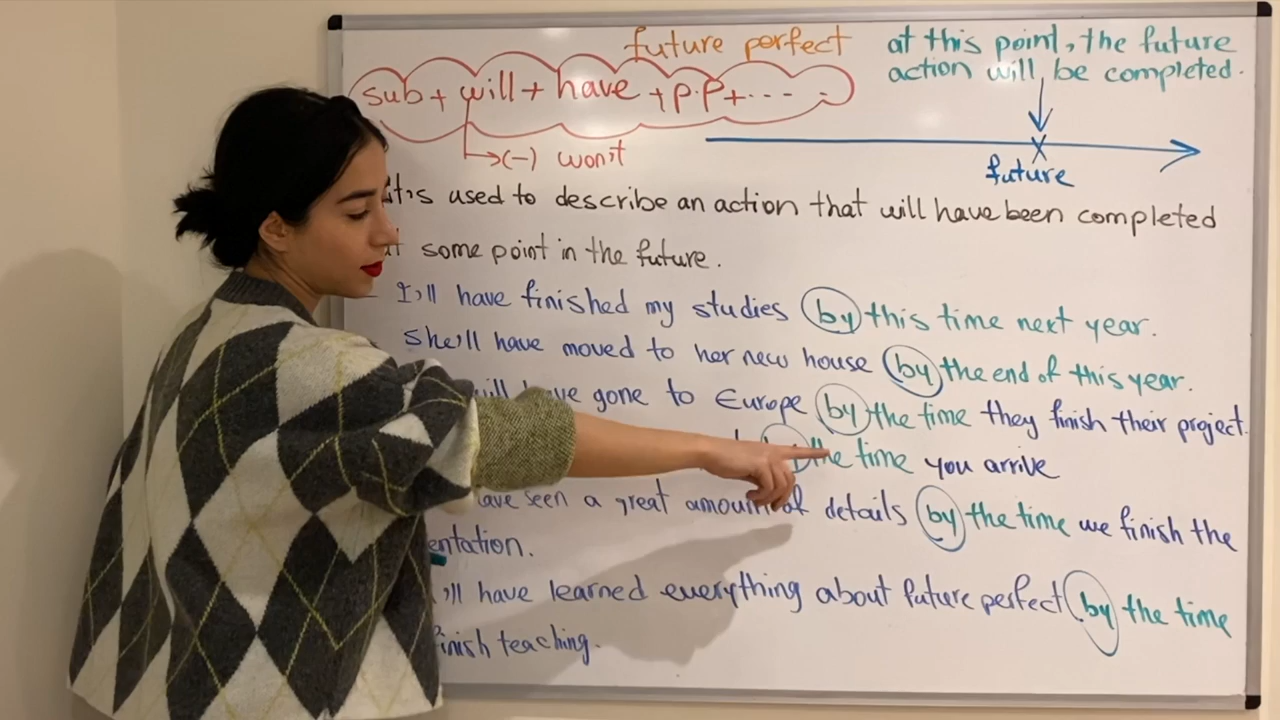 future perfect
at this point, the future
action will be completed.
sub + will + have + p.p + ....
→ (-) won't
future
it's used to describe an action that will have been completed
at some point in the future.
I'll have finished my studies by this time next year.
She'll have moved to her new house by the end of this year.
will have gone to Europe by the time they finish their project.
the time you arrive
have seen a great amount of details by the time we finish the
entation.
'll have learned everything about future perfect by the time
finish teaching.